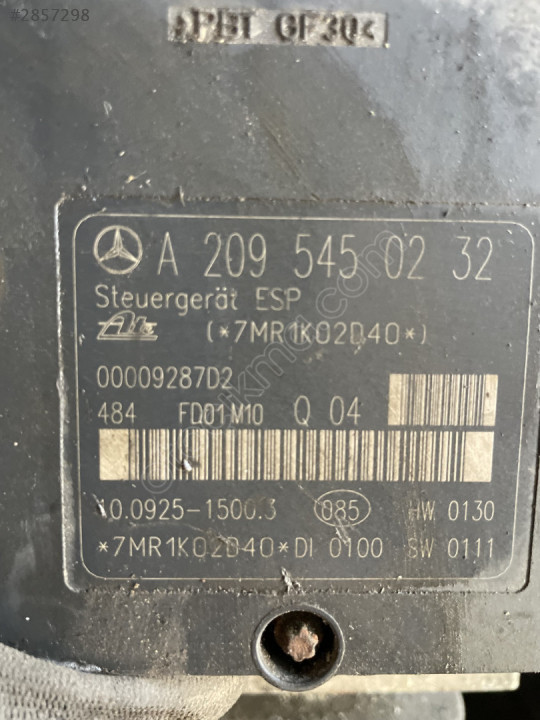 #2857298
>PBT GF30<
A 209 545 02 32
Steuergerät ESP
Ate (*7MR1K02D40*)
00009287D2
484 FD01M10 Q 04
10.0925-1500.3 085 HW 0130
*7MR1K02D40*DI 0100 SW 0111